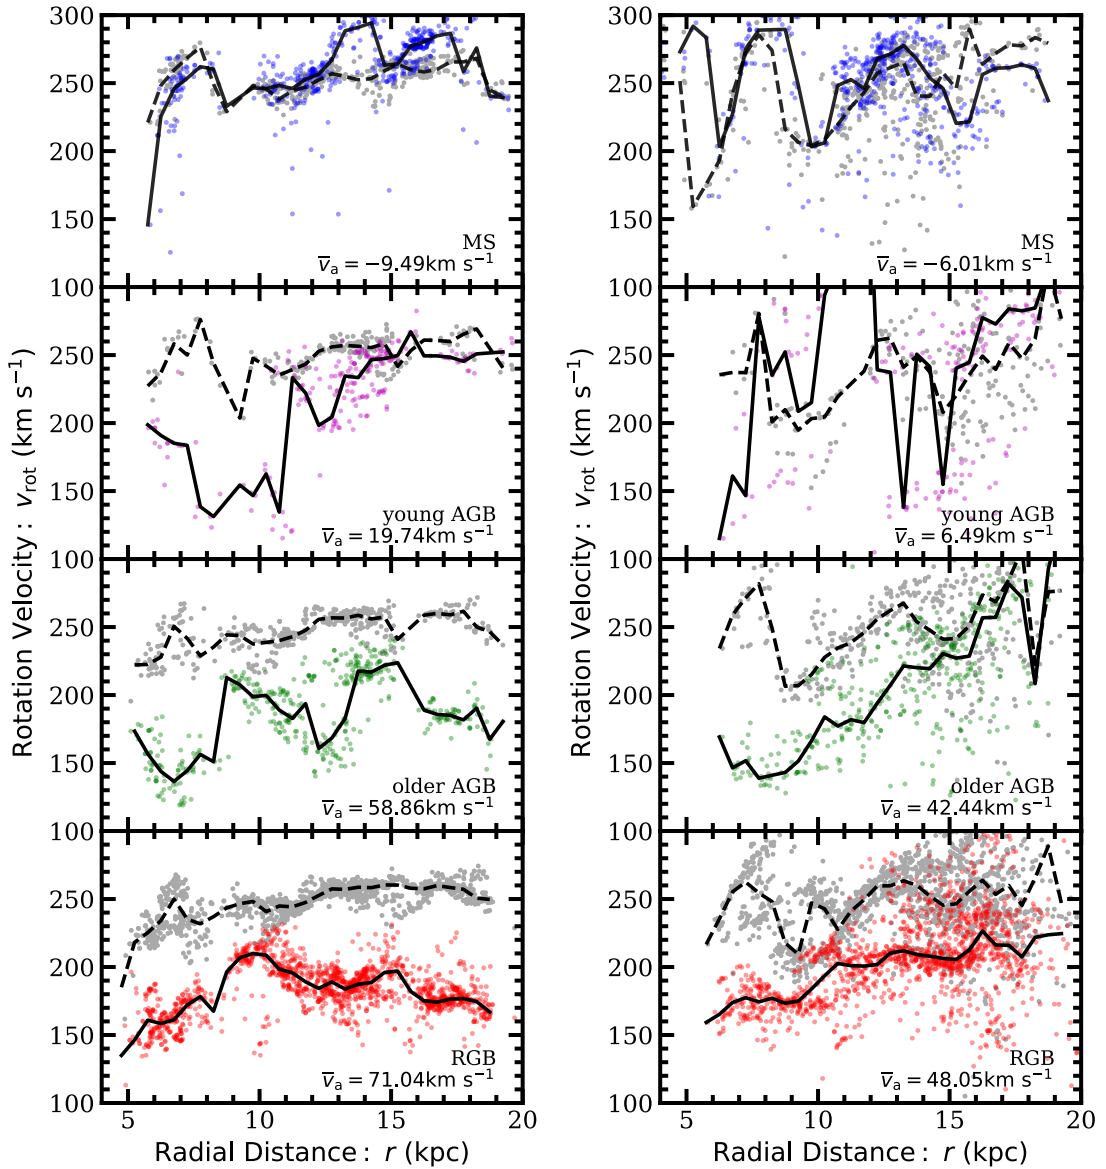 300
250
200
150
100
MS
v̅a = −9.49km s−1
300
250
200
150
100
MS
v̅a = −6.01km s−1
250
200
150
100
young AGB
v̅a = 19.74km s−1
250
200
150
100
young AGB
v̅a = 6.49km s−1
250
200
150
100
older AGB
v̅a = 58.86km s−1
250
200
150
100
older AGB
v̅a = 42.44km s−1
250
200
150
100
RGB
v̅a = 71.04km s−1
250
200
150
100
RGB
v̅a = 48.05km s−1
Rotation Velocity: vrot (km s−1)
Rotation Velocity: vrot (km s−1)
5 10 15 20
5 10 15 20
Radial Distance: r (kpc)
Radial Distance: r (kpc)